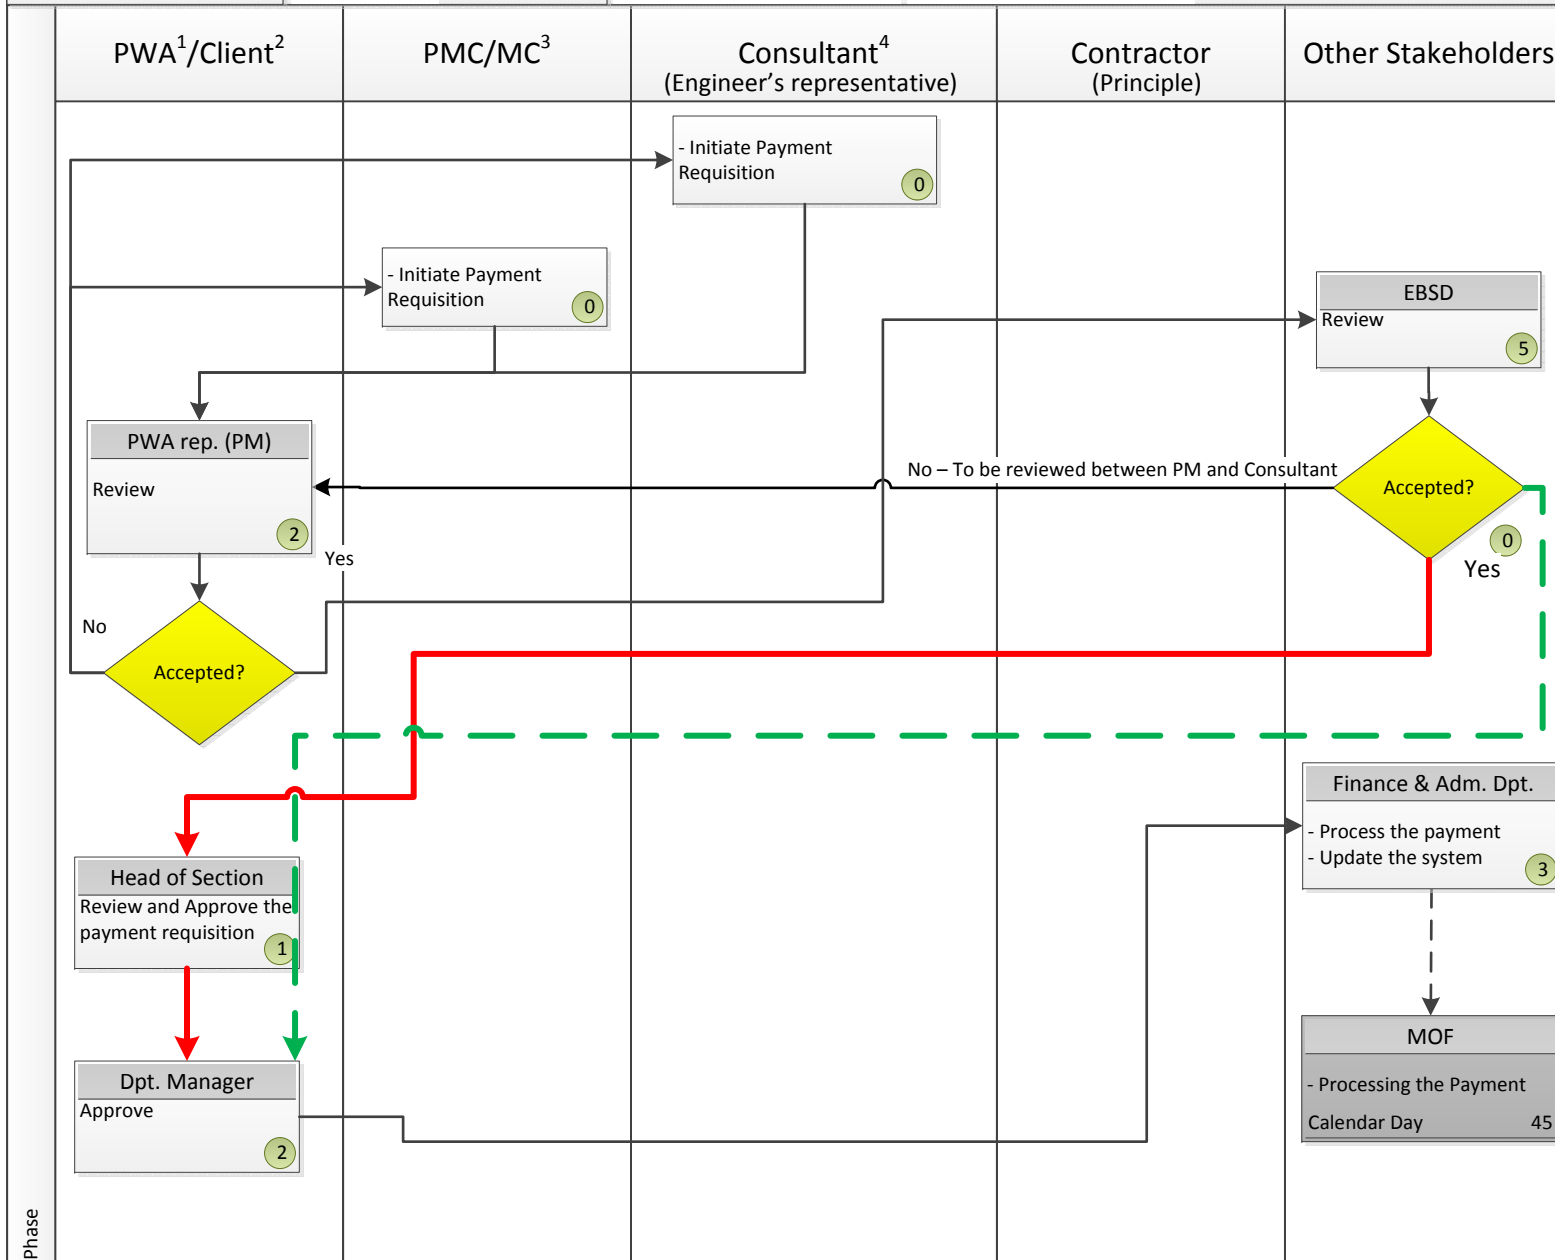 PWA¹/Client²
PMC/MC³
Consultant⁴
(Engineer's representative)
Contractor
(Principle)
Other Stakeholders
- Initiate Payment
Requisition
0
- Initiate Payment
Requisition
0
EBSD
Review
5
PWA rep. (PM)
Review
2
No – To be reviewed between PM and Consultant
Accepted?
0
Yes
Yes
No
Accepted?
Finance & Adm. Dpt.
- Process the payment
- Update the system
3
Head of Section
Review and Approve the
payment requisition
1
MOF
- Processing the Payment
Calendar Day 45
Dpt. Manager
Approve
2
Phase